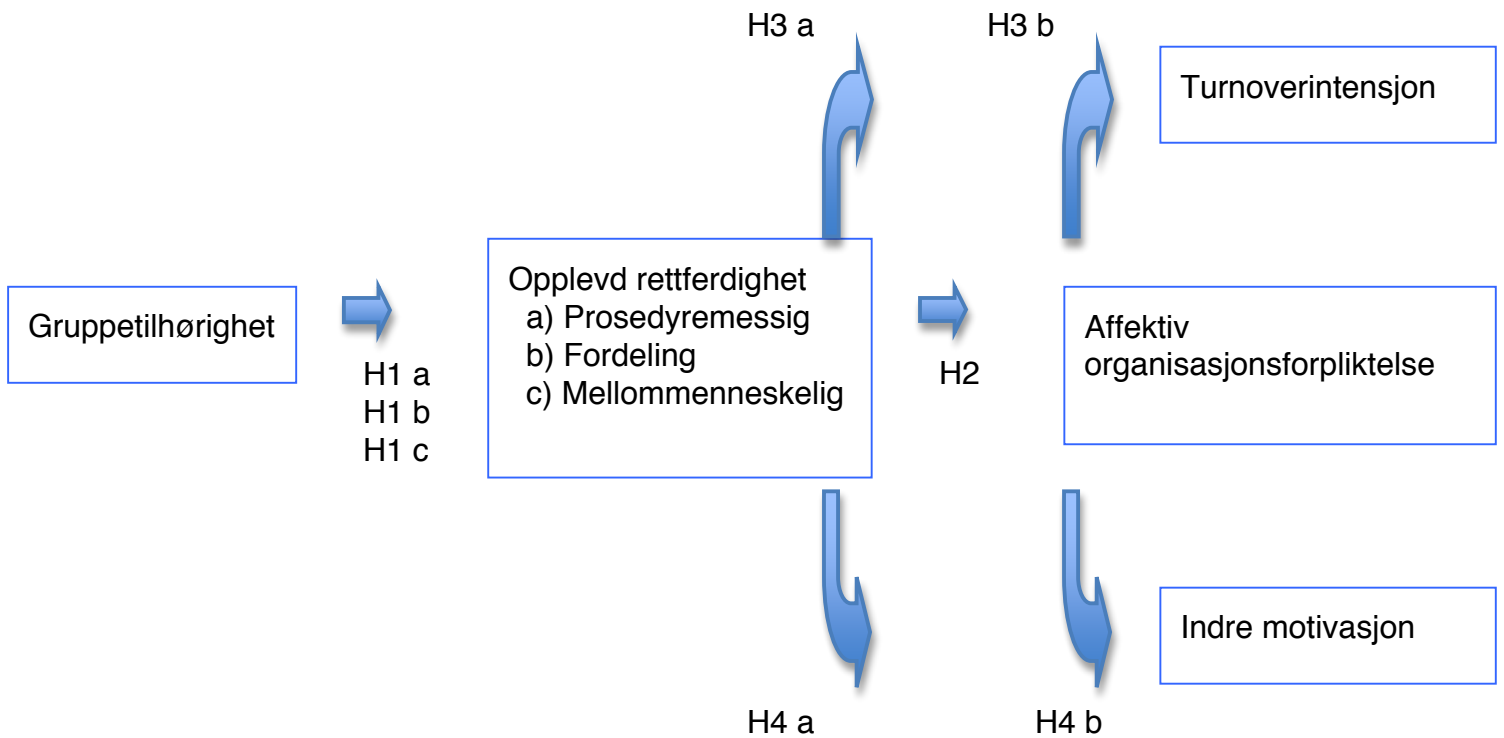 H3 a
H3 b
Turnoverintensjon
Gruppetilhørighet
H1 a
H1 b
H1 c
Opplevd rettferdighet
a) Prosedyremessig
b) Fordeling
c) Mellommenneskelig
H2
Affektiv
organisasjonsforpliktelse
Indre motivasjon
H4 a
H4 b